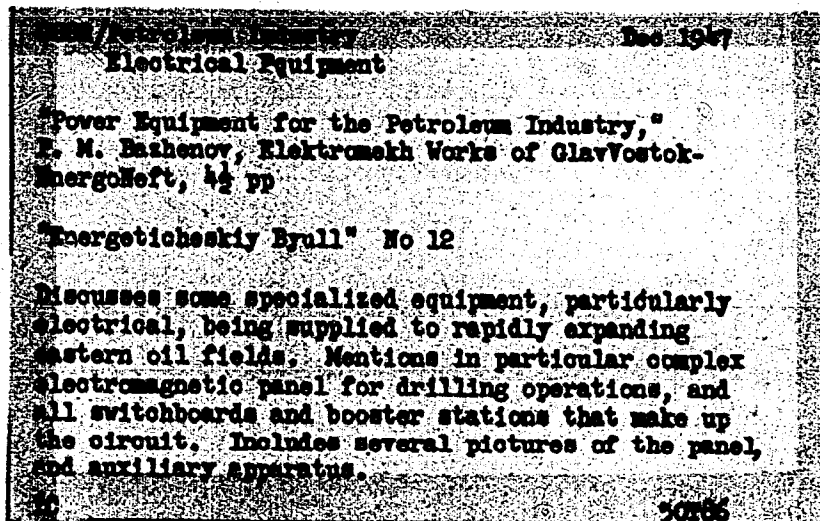 USSR/Petroleum Industry Dec 1947
Electrical Equipment
"Power Equipment for the Petroleum Industry,"
M. Bazhenov, Elektromekh Works of GlavVostok-
EnergoNeft, 4½ pp
"Energeticheskiy Byull" No 12
Discusses some specialized equipment, particularly
electrical, being supplied to rapidly expanding
eastern oil fields. Mentions in particular complex
electromagnetic panel for drilling operations, and
all switchboards and booster stations that make up
the circuit. Includes several pictures of the panel,
and auxiliary apparatus.